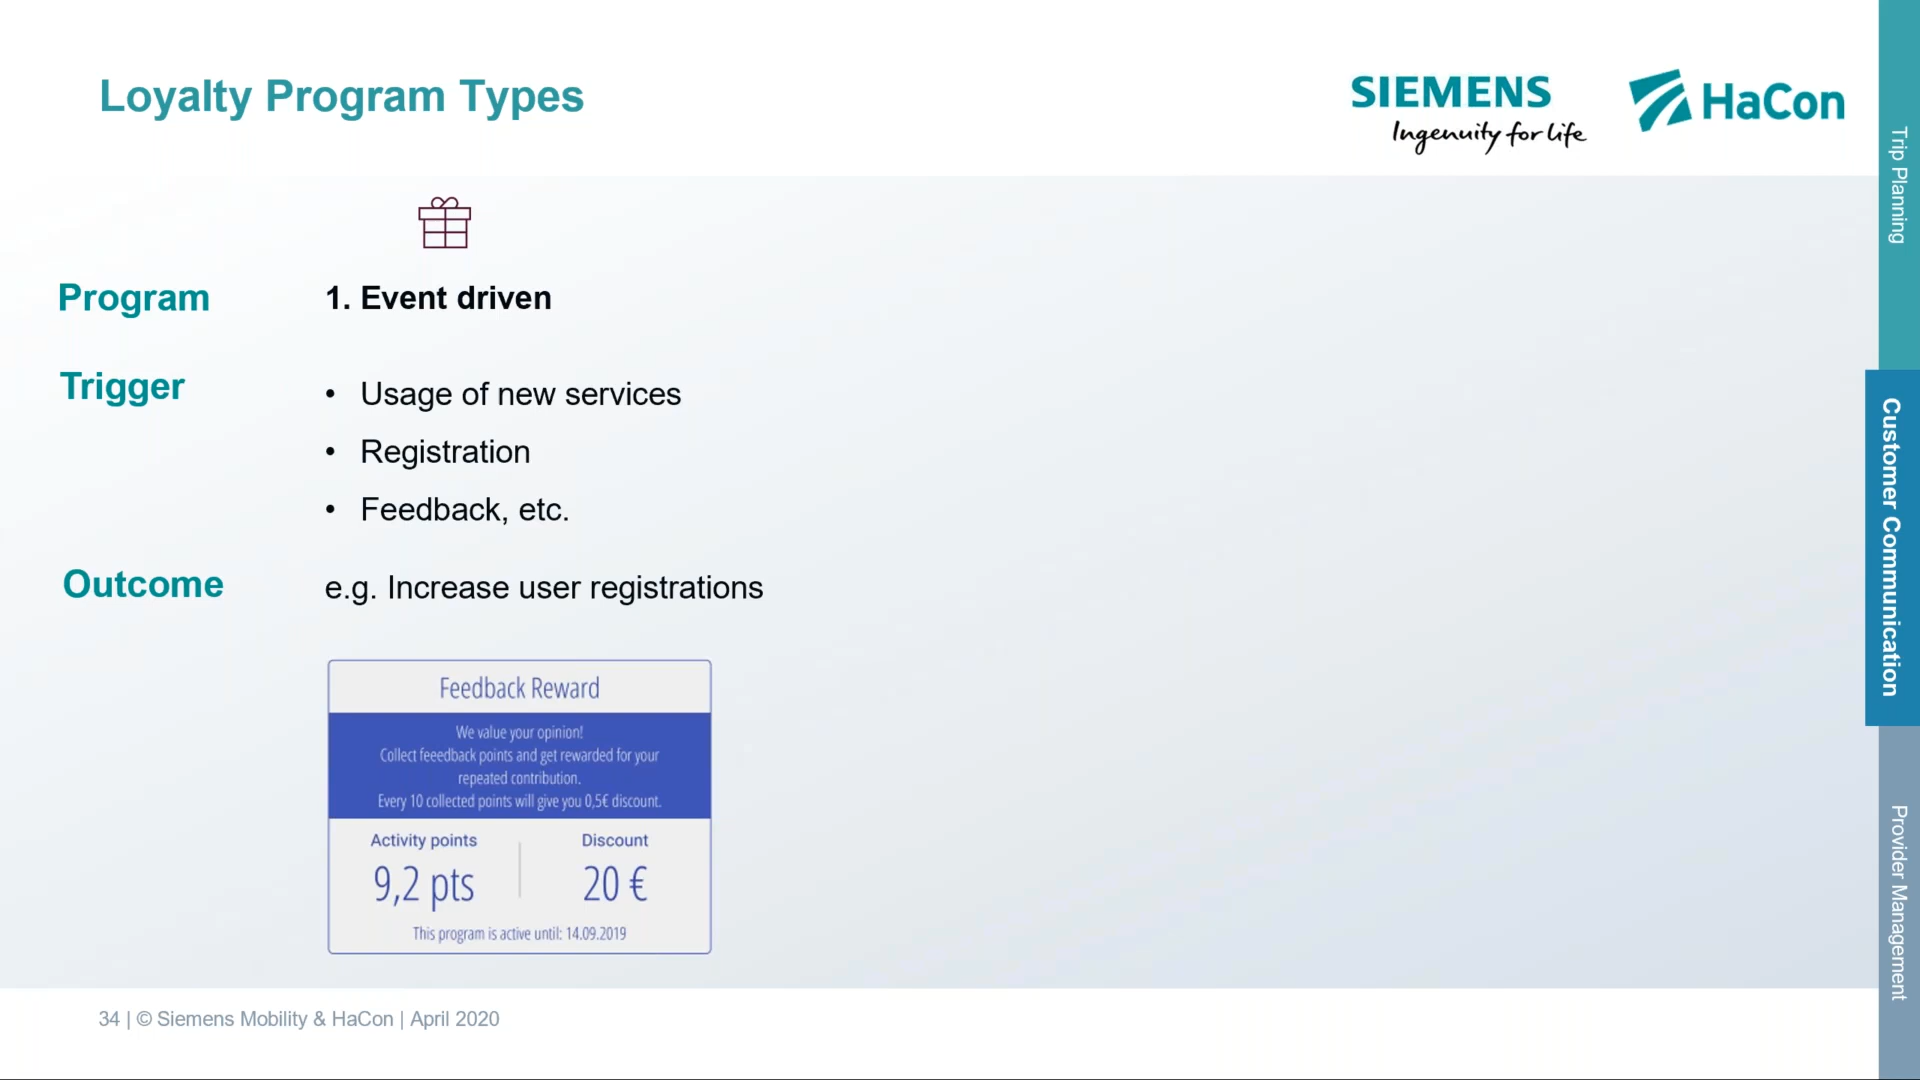 Loyalty Program Types
SIEMENS
Ingenuity for life
HaCon
Program
1. Event driven
Trigger
• Usage of new services
• Registration
• Feedback, etc.
Outcome
e.g. Increase user registrations
Feedback Reward
We value your opinion!
Collect feeedback points and get rewarded for your
repeated contribution.
Every 10 collected points will give you 0,5€ discount.
Activity points
Discount
9,2 pts
20 €
This program is active until: 14.09.2019
34 | © Siemens Mobility & HaCon | April 2020
Trip Planning
Customer Communication
Provider Management